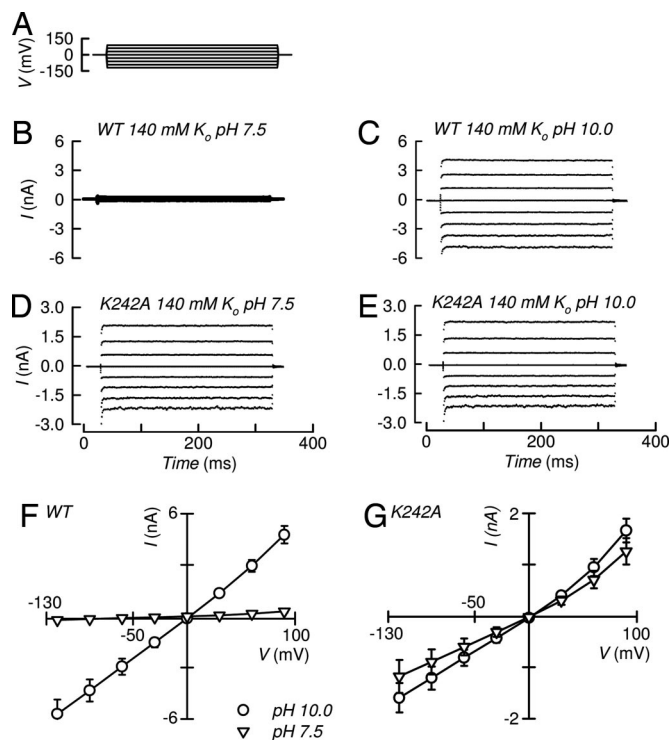 A
150
0
-150
V (mV)
B
WT 140 mM Ko pH 7.5
6
3
0
-3
-6
I (nA)
C
WT 140 mM Ko pH 10.0
6
3
0
-3
-6
D
K242A 140 mM Ko pH 7.5
3.0
1.5
0.0
-1.5
-3.0
I (nA)
0 200 400
Time (ms)
E
K242A 140 mM Ko pH 10.0
3.0
1.5
0.0
-1.5
-3.0
0 200 400
Time (ms)
F WT
6
I (nA)
-130
-50
100
V (mV)
-6
pH 10.0
pH 7.5
G K242A
2
I (nA)
-130
-50
100
V (mV)
-2